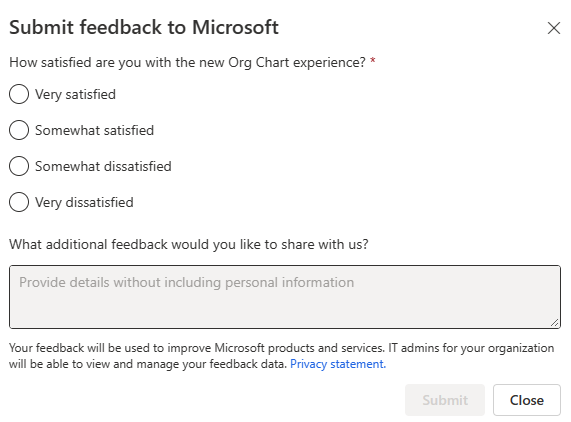 Submit feedback to Microsoft
How satisfied are you with the new Org Chart experience? *
Very satisfied
Somewhat satisfied
Somewhat dissatisfied
Very dissatisfied
What additional feedback would you like to share with us?
Provide details without including personal information
Your feedback will be used to improve Microsoft products and services. IT admins for your organization
will be able to view and manage your feedback data. Privacy statement.
Submit
Close